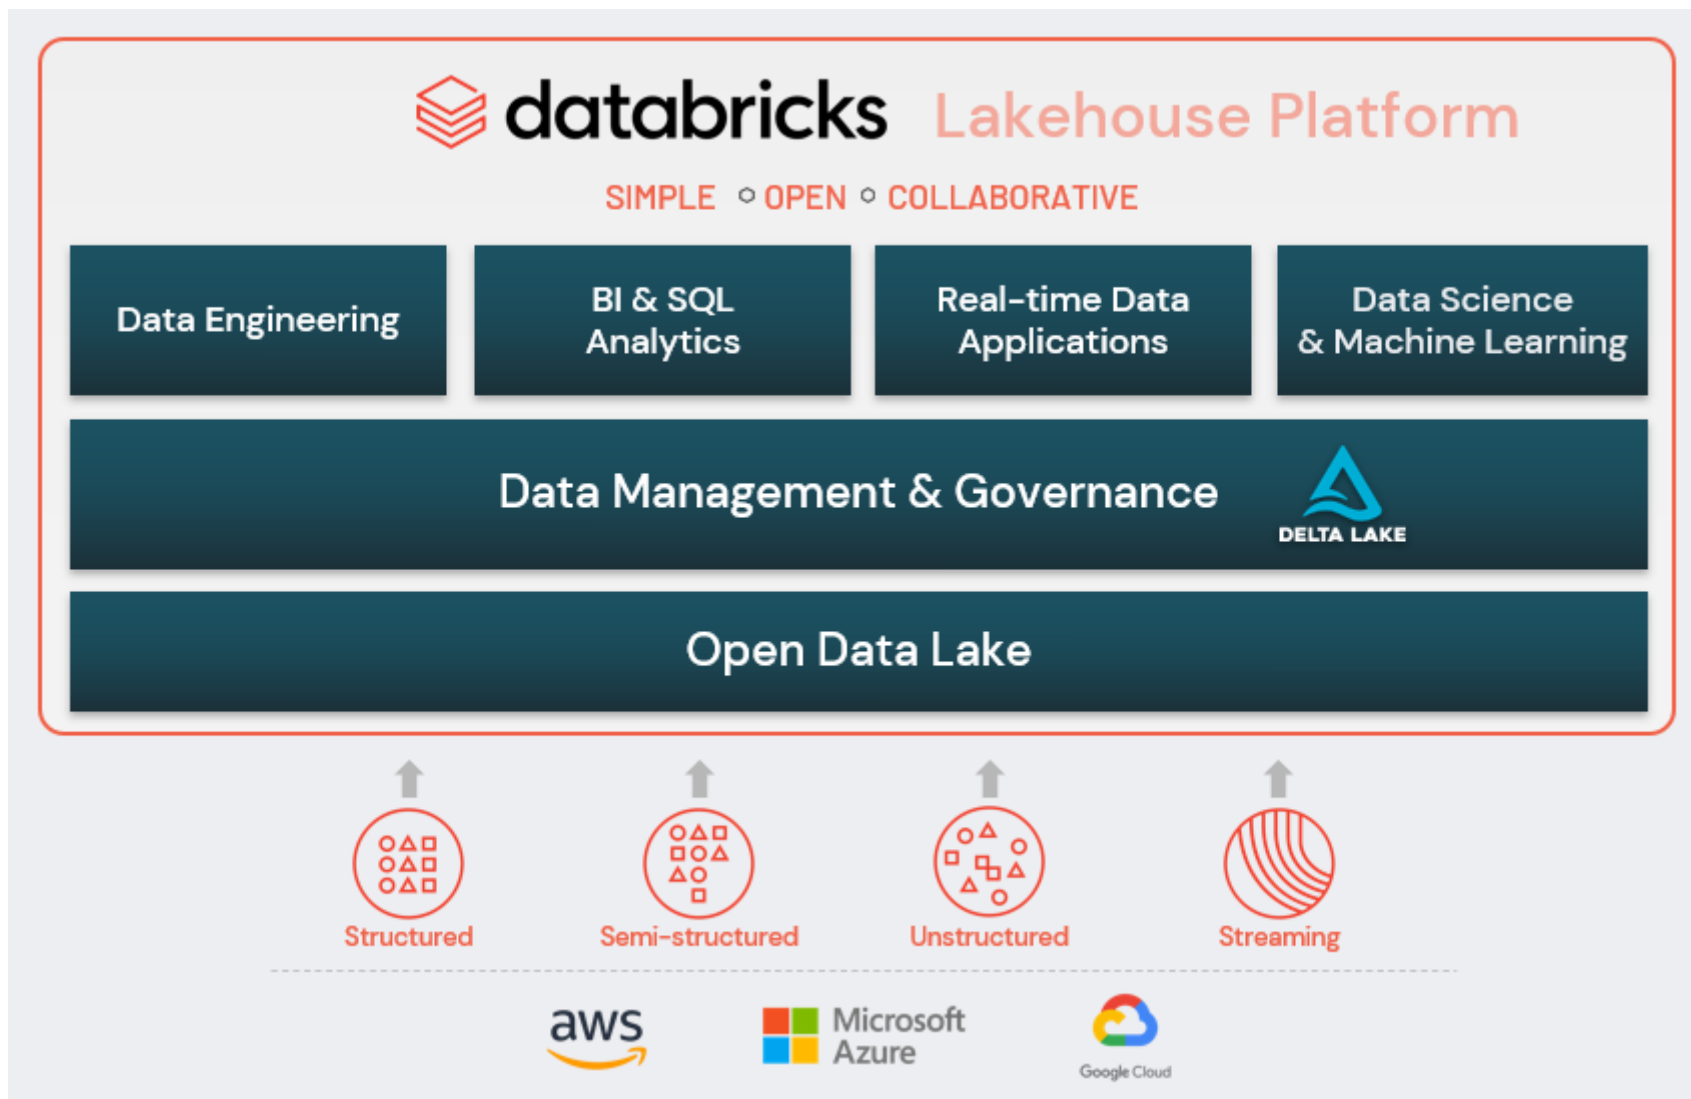 databricks Lakehouse Platform
SIMPLE OPEN COLLABORATIVE
Data Engineering
BI & SQL
Analytics
Real-time Data
Applications
Data Science
& Machine Learning
Data Management & Governance
DELTA LAKE
Open Data Lake
Structured
Semi-structured
Unstructured
Streaming
aws
Microsoft
Azure
Google Cloud